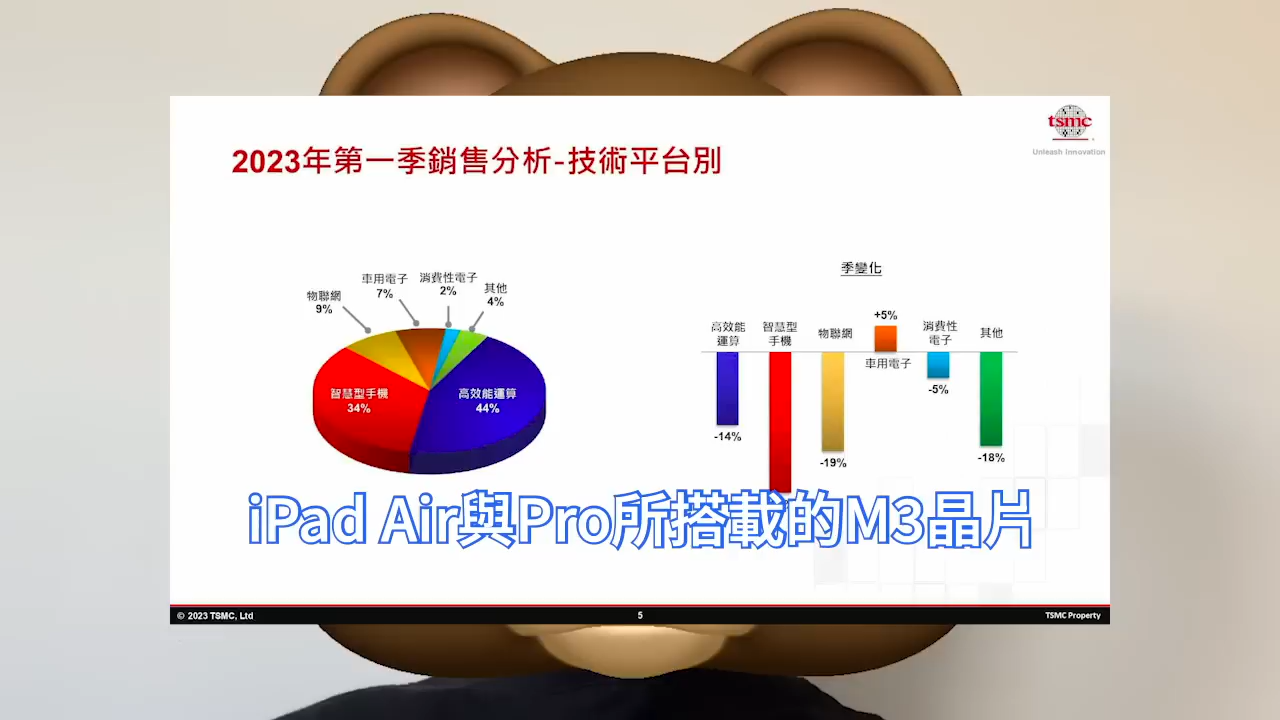 tsmc
Unleash Innovation
2023年第一季銷售分析-技術平台別
物聯網
9%
車用電子
7%
消費性電子
2%
其他
4%
智慧型手機
34%
高效能運算
44%
季變化
高效能
運算
-14%
智慧型
手機
物聯網
-19%
+5%
車用電子
消費性
電子
-5%
其他
-18%
iPad Air與Pro所搭載的M3晶片
© 2023 TSMC, Ltd
5
TSMC Property